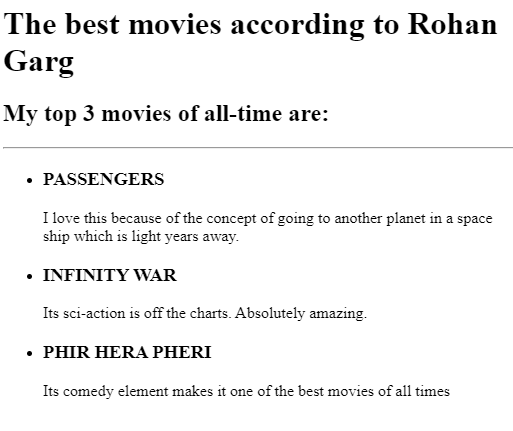 The best movies according to Rohan
Garg
My top 3 movies of all-time are:
PASSENGERS
I love this because of the concept of going to another planet in a space
ship which is light years away.
INFINITY WAR
Its sci-action is off the charts. Absolutely amazing.
PHIR HERA PHERI
Its comedy element makes it one of the best movies of all times